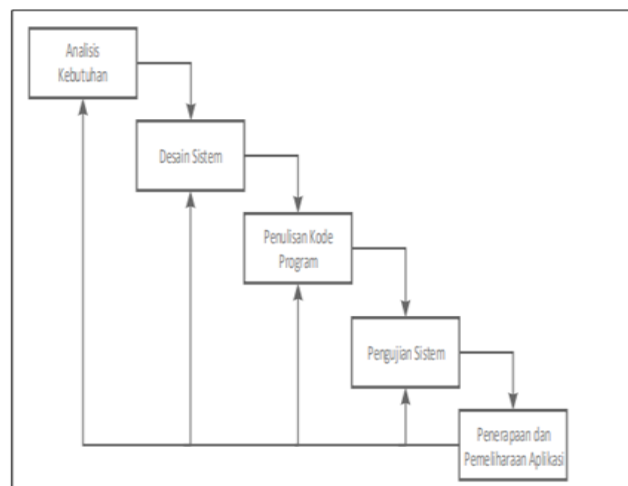 Analisis
Kebutuhan
Desain Sistem
Penulisan Kode
Program
Pengujian Sistem
Penerapaan dan
Pemeliharaan Aplikasi